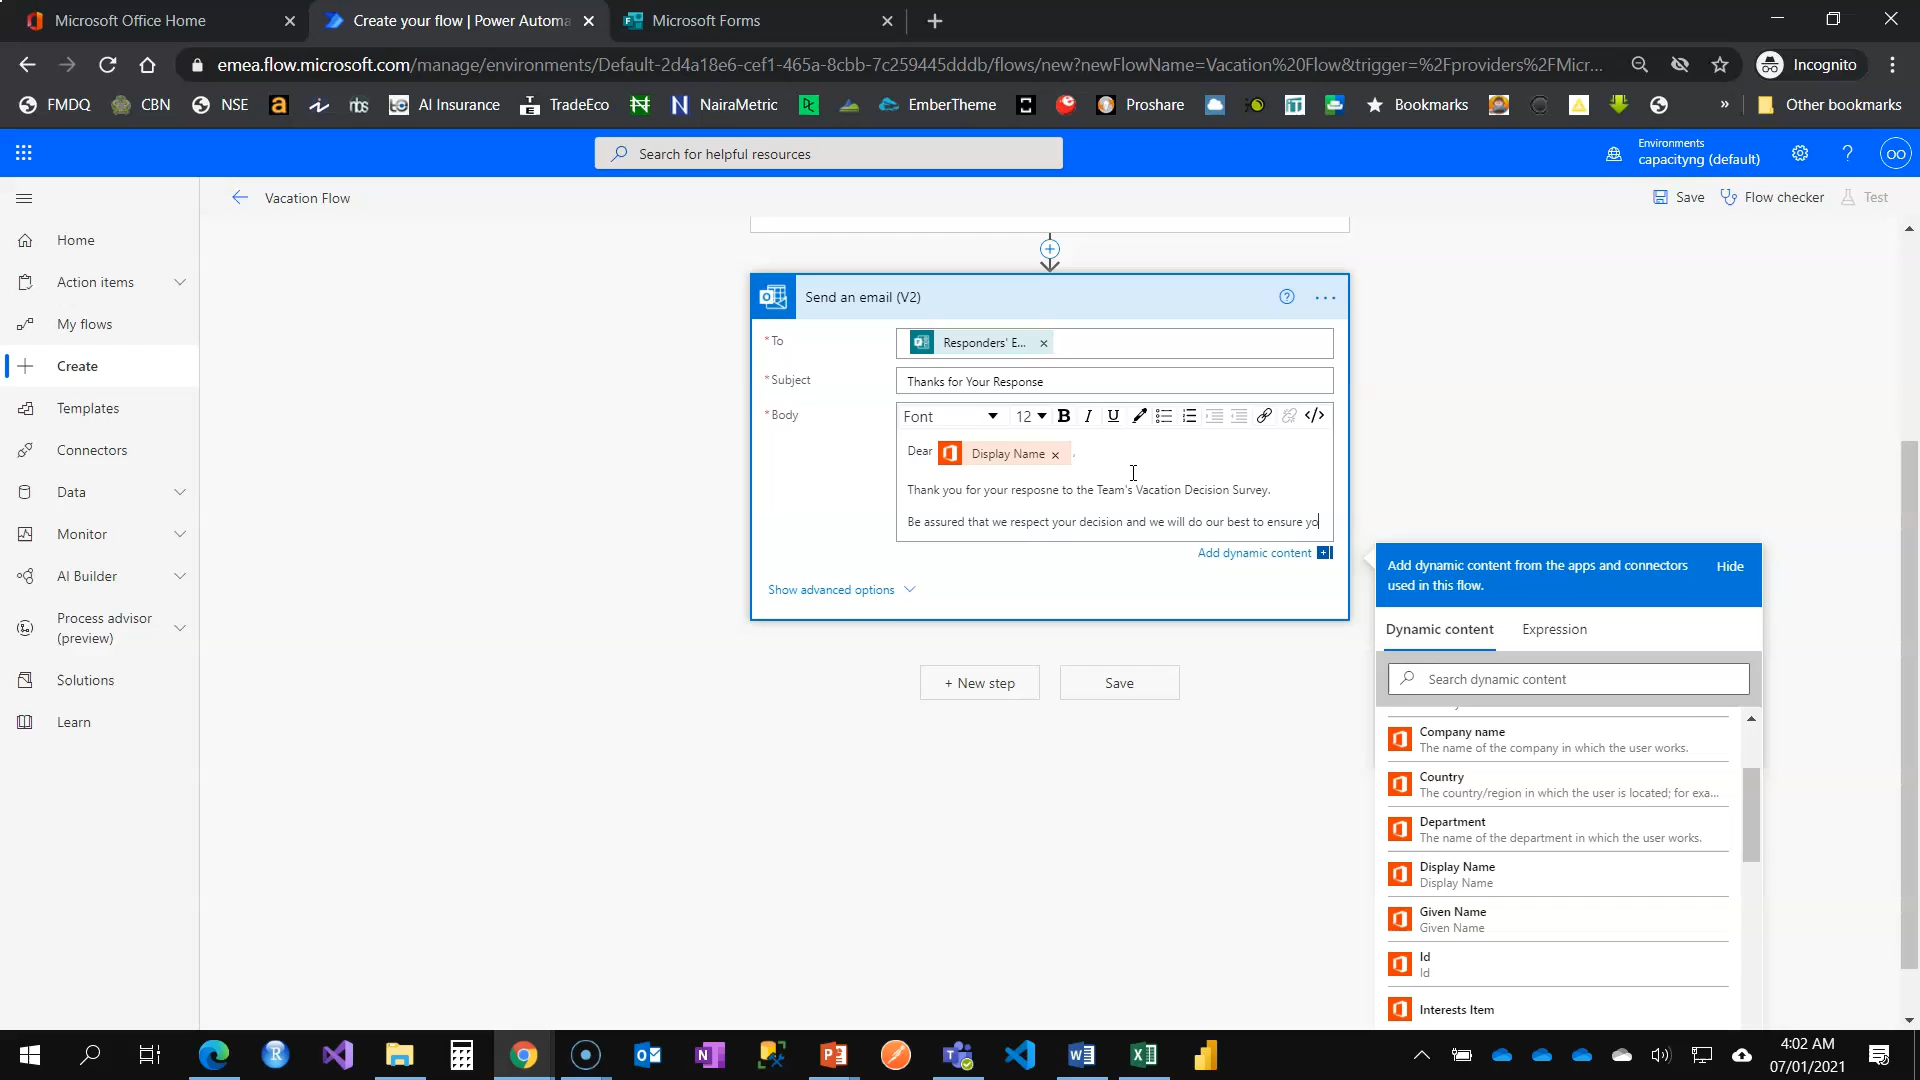 Microsoft Office Home
Create your flow | Power Automa
Microsoft Forms
emea.flow.microsoft.com/manage/environments/Default-2d4a18e6-cef1-465a-8cbb-7c259445dddb/flows/new?newFlowName=Vacation%20Flow&trigger=%2Fproviders%2FMicr...
Incognito
FMDQ
CBN
NSE
AI Insurance
TradeEco
NairaMetric
EmberTheme
Proshare
Bookmarks
Other bookmarks
Search for helpful resources
Environments
capacityng (default)
OO
Vacation Flow
Save
Flow checker
Test
Home
Action items
My flows
Create
Templates
Connectors
Data
Monitor
AI Builder
Process advisor
(preview)
Solutions
Learn
Send an email (V2)
*To
Responders' E...
*Subject
Thanks for Your Response
*Body
Font
12
Dear Display Name ,
Thank you for your resposne to the Team's Vacation Decision Survey.
Be assured that we respect your decision and we will do our best to ensure yo
Add dynamic content
Show advanced options
+ New step
Save
Add dynamic content from the apps and connectors
used in this flow.
Hide
Dynamic content
Expression
Search dynamic content
Company name
The name of the company in which the user works.
Country
The country/region in which the user is located; for exa...
Department
The name of the department in which the user works.
Display Name
Display Name
Given Name
Given Name
Id
Id
Interests Item
4:02 AM
07/01/2021